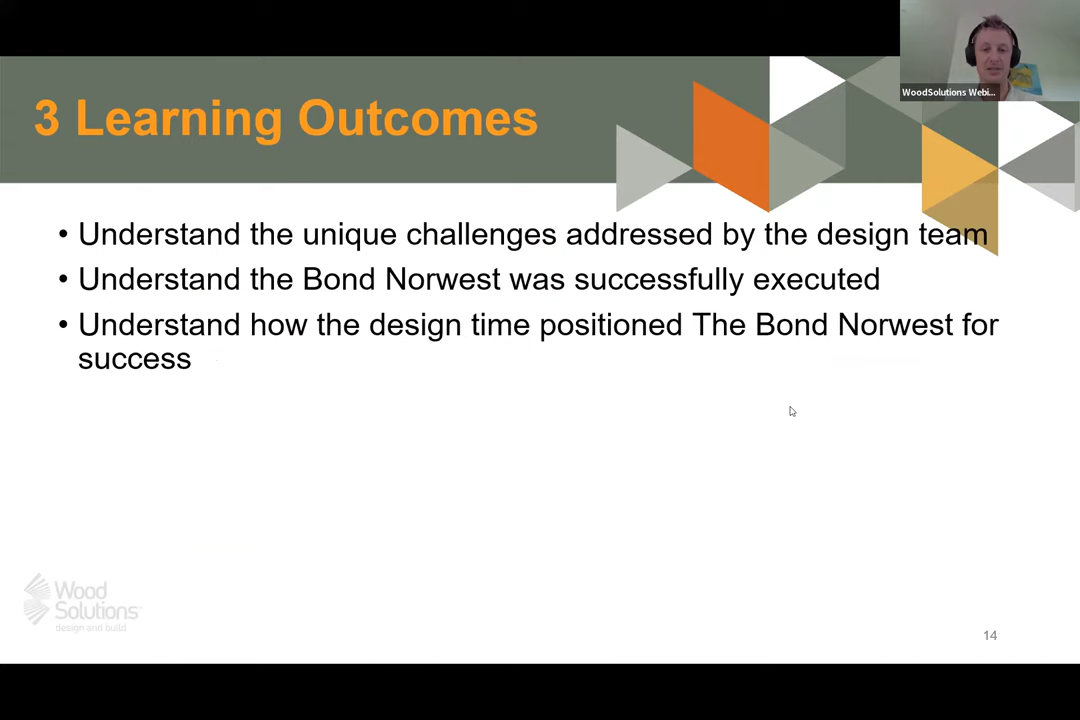 WoodSolutions Webi...
3 Learning Outcomes
• Understand the unique challenges addressed by the design team
• Understand the Bond Norwest was successfully executed
• Understand how the design time positioned The Bond Norwest for
success
Wood
Solutions
design and build
14